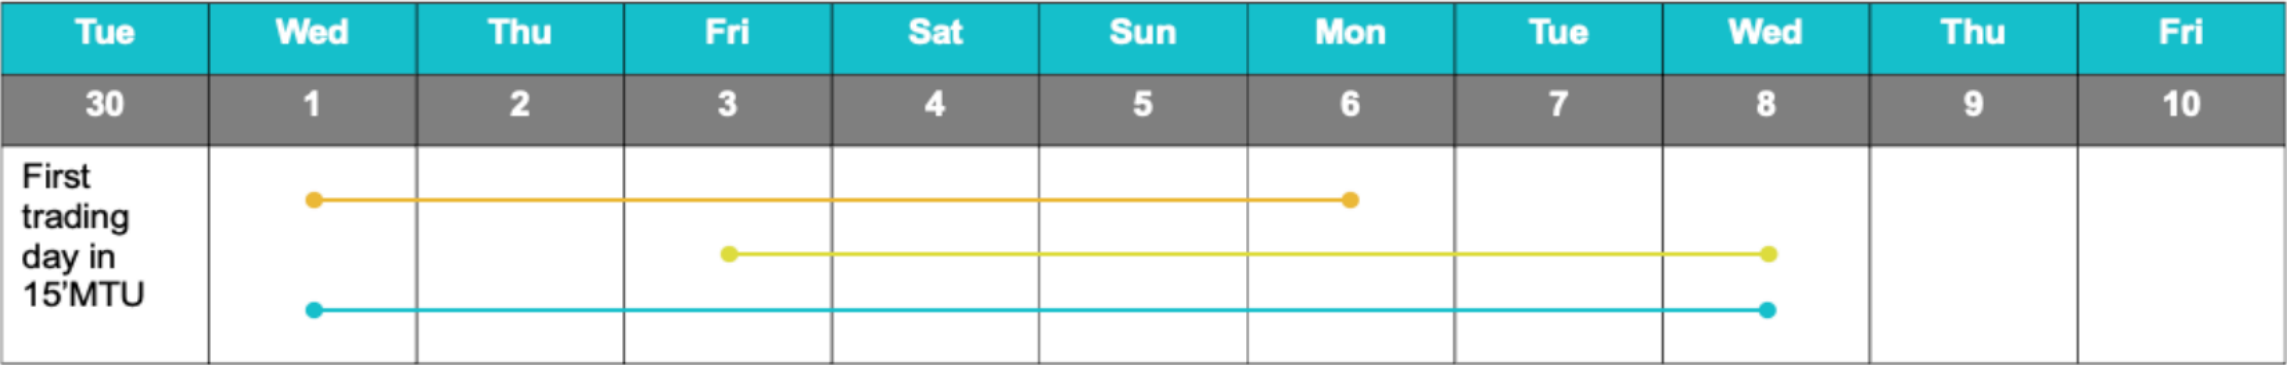 Tue Wed Thu Fri Sat Sun Mon Tue Wed Thu Fri
30 1 2 3 4 5 6 7 8 9 10
First
trading
day in
15’MTU